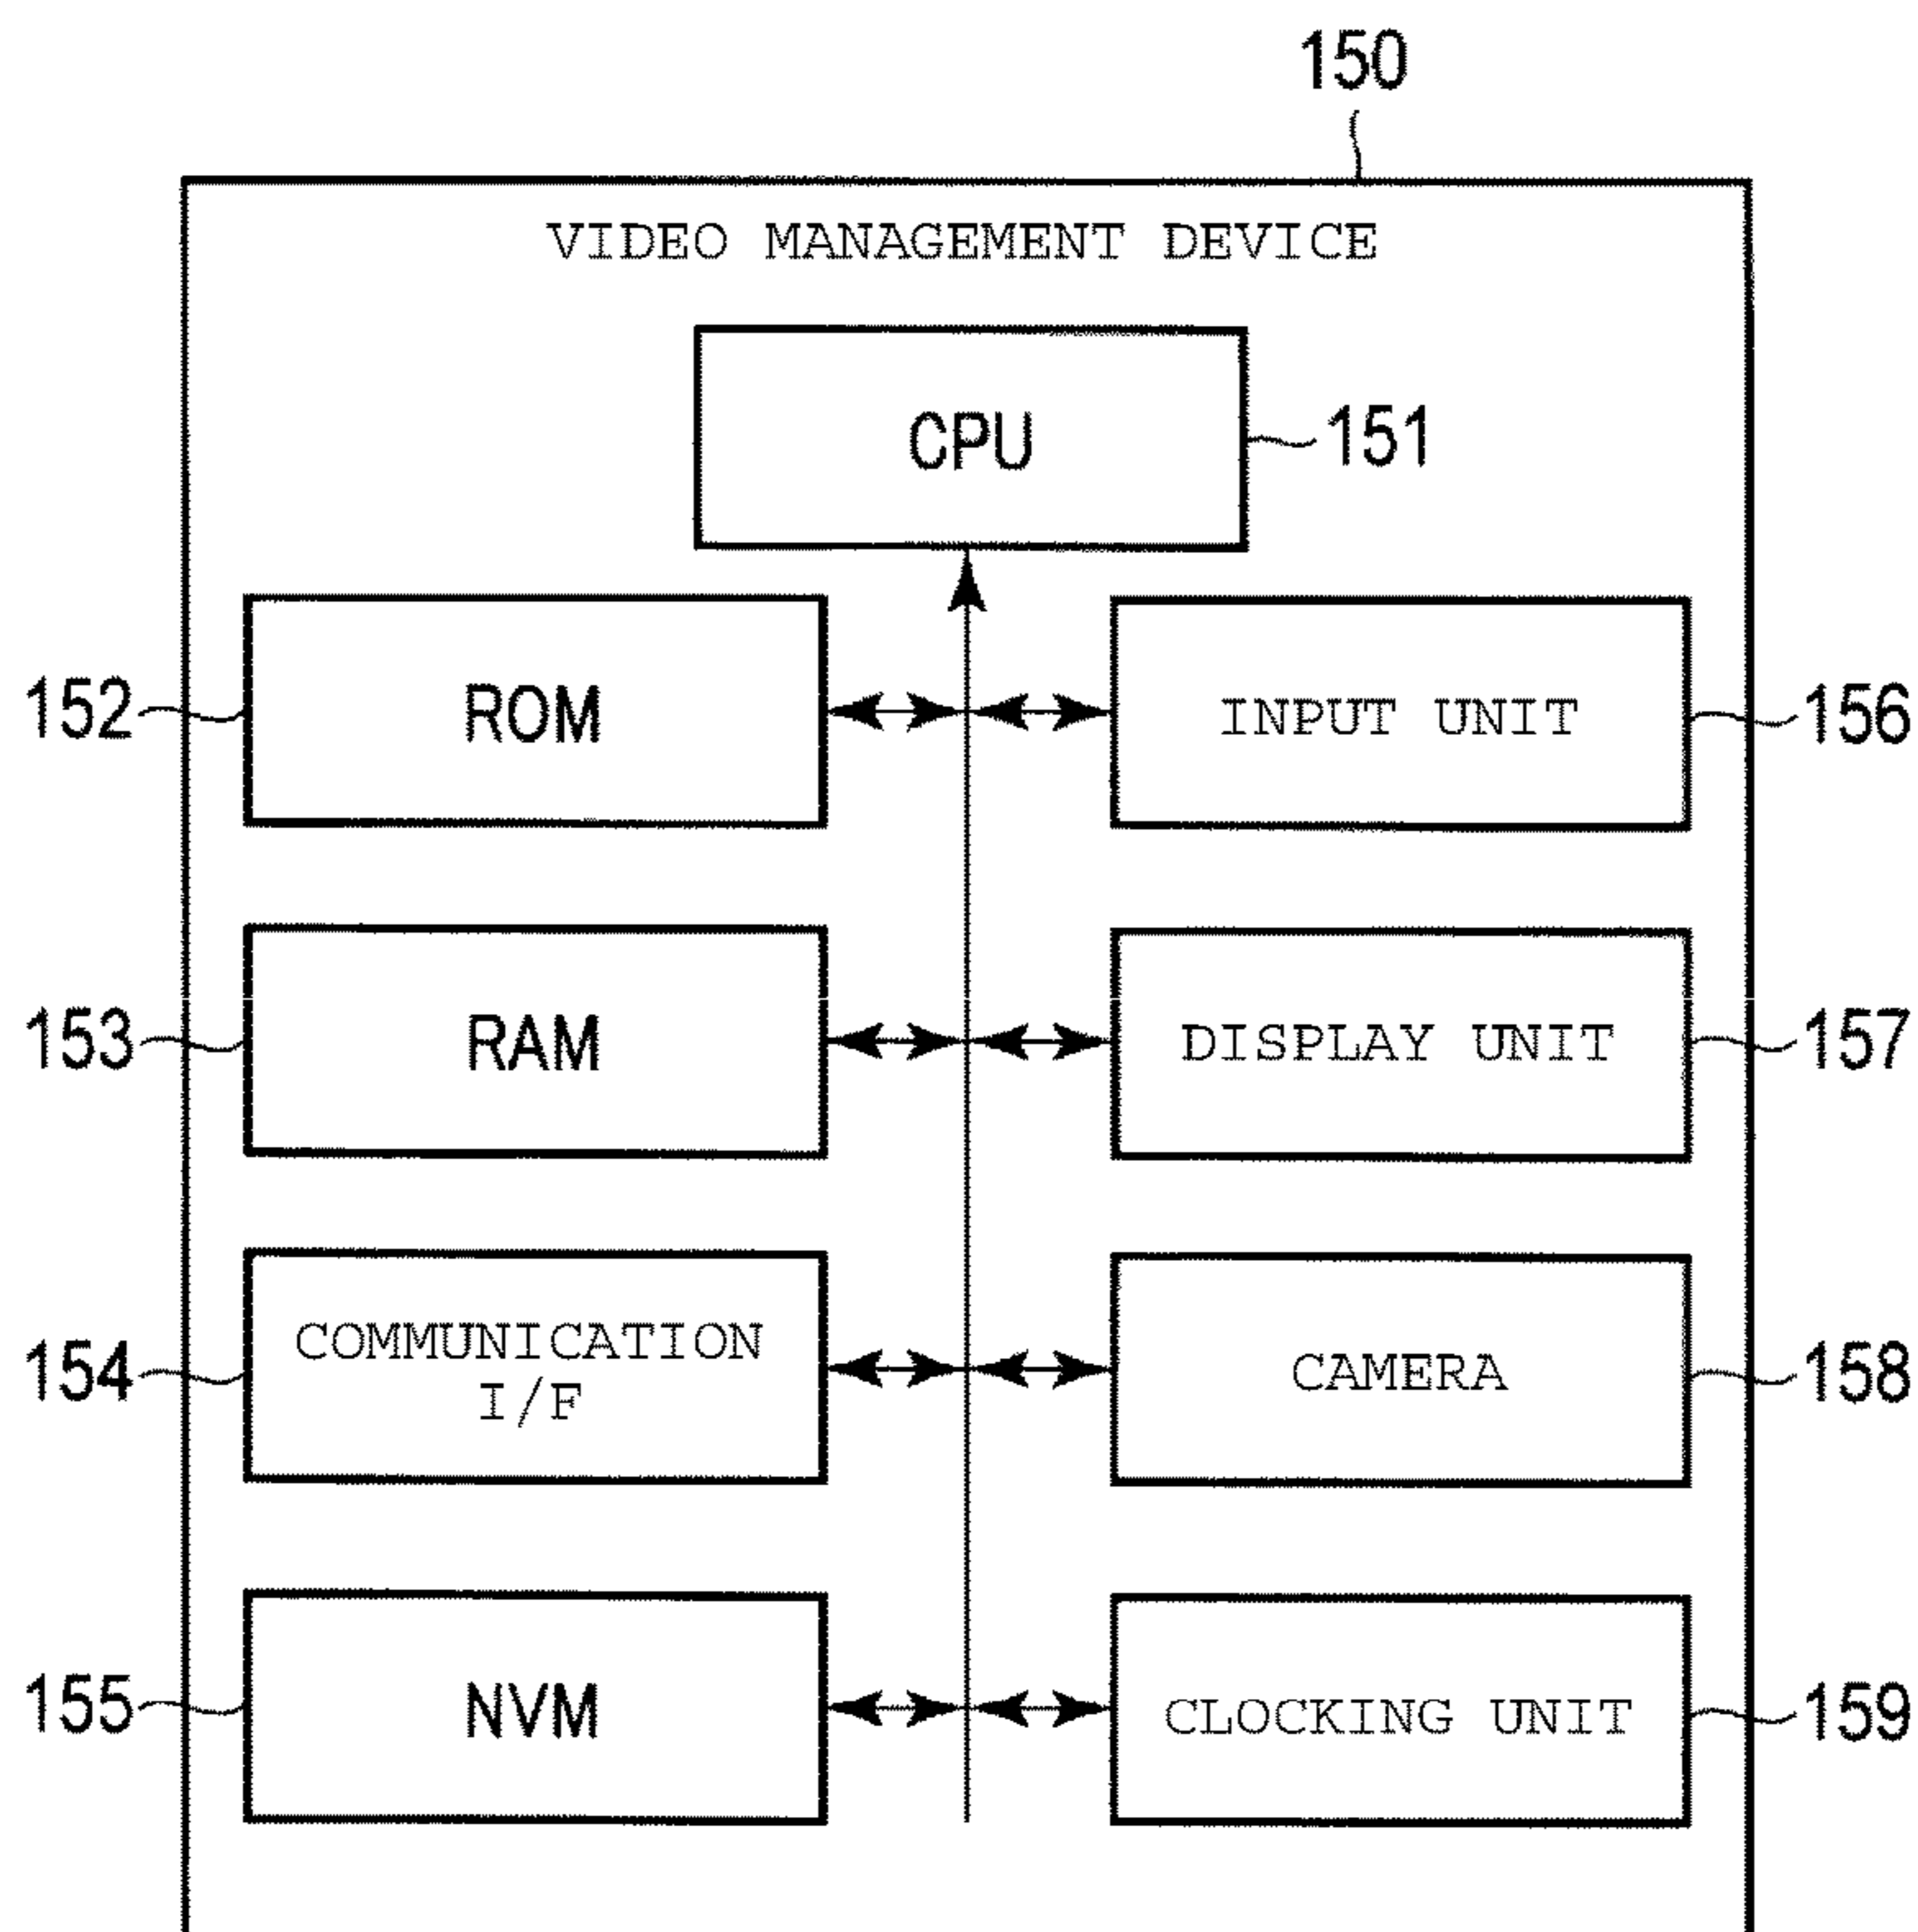 150
VIDEO MANAGEMENT DEVICE
CPU
151
152
ROM
INPUT UNIT
156
153
RAM
DISPLAY UNIT
157
154
COMMUNICATION
I/F
CAMERA
158
155
NVM
CLOCKING UNIT
159